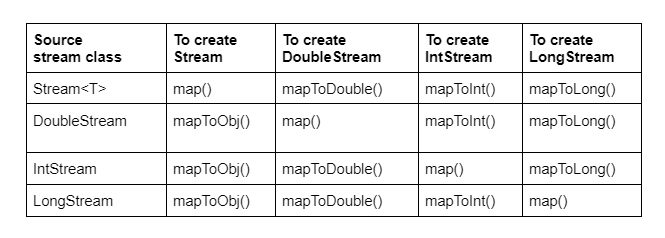 Source To create To create To create To create
stream class Stream DoubleStream IntStream LongStream
Stream<T> map() mapToDouble() mapToInt() mapToLong()
DoubleStream mapToObj() map() mapToInt() mapToLong()
IntStream mapToObj() mapToDouble() map() mapToLong()
LongStream mapToObj() mapToDouble() mapToInt() map()